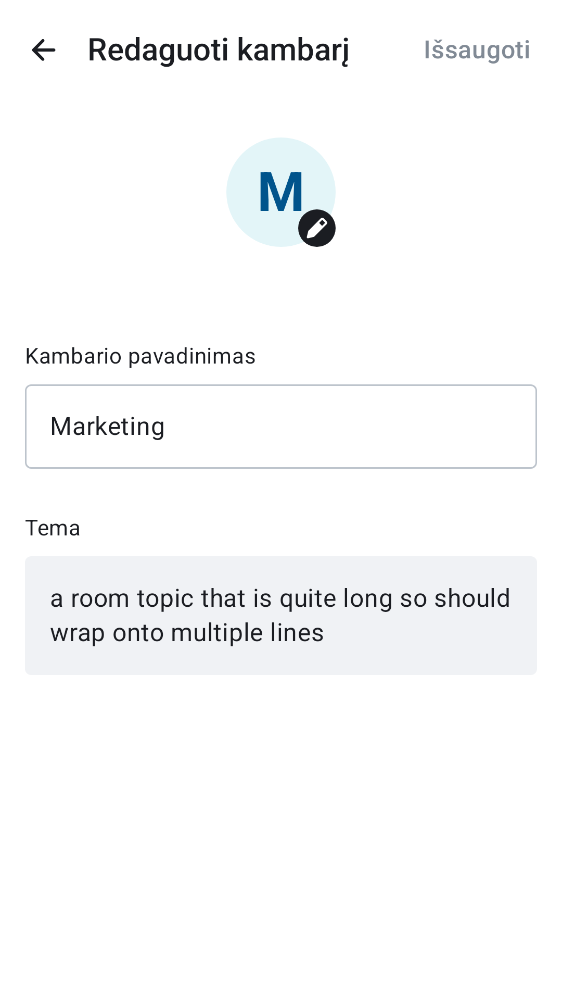 Redaguoti kambarį
Išsaugoti
M
Kambario pavadinimas
Marketing
Tema
a room topic that is quite long so should
wrap onto multiple lines